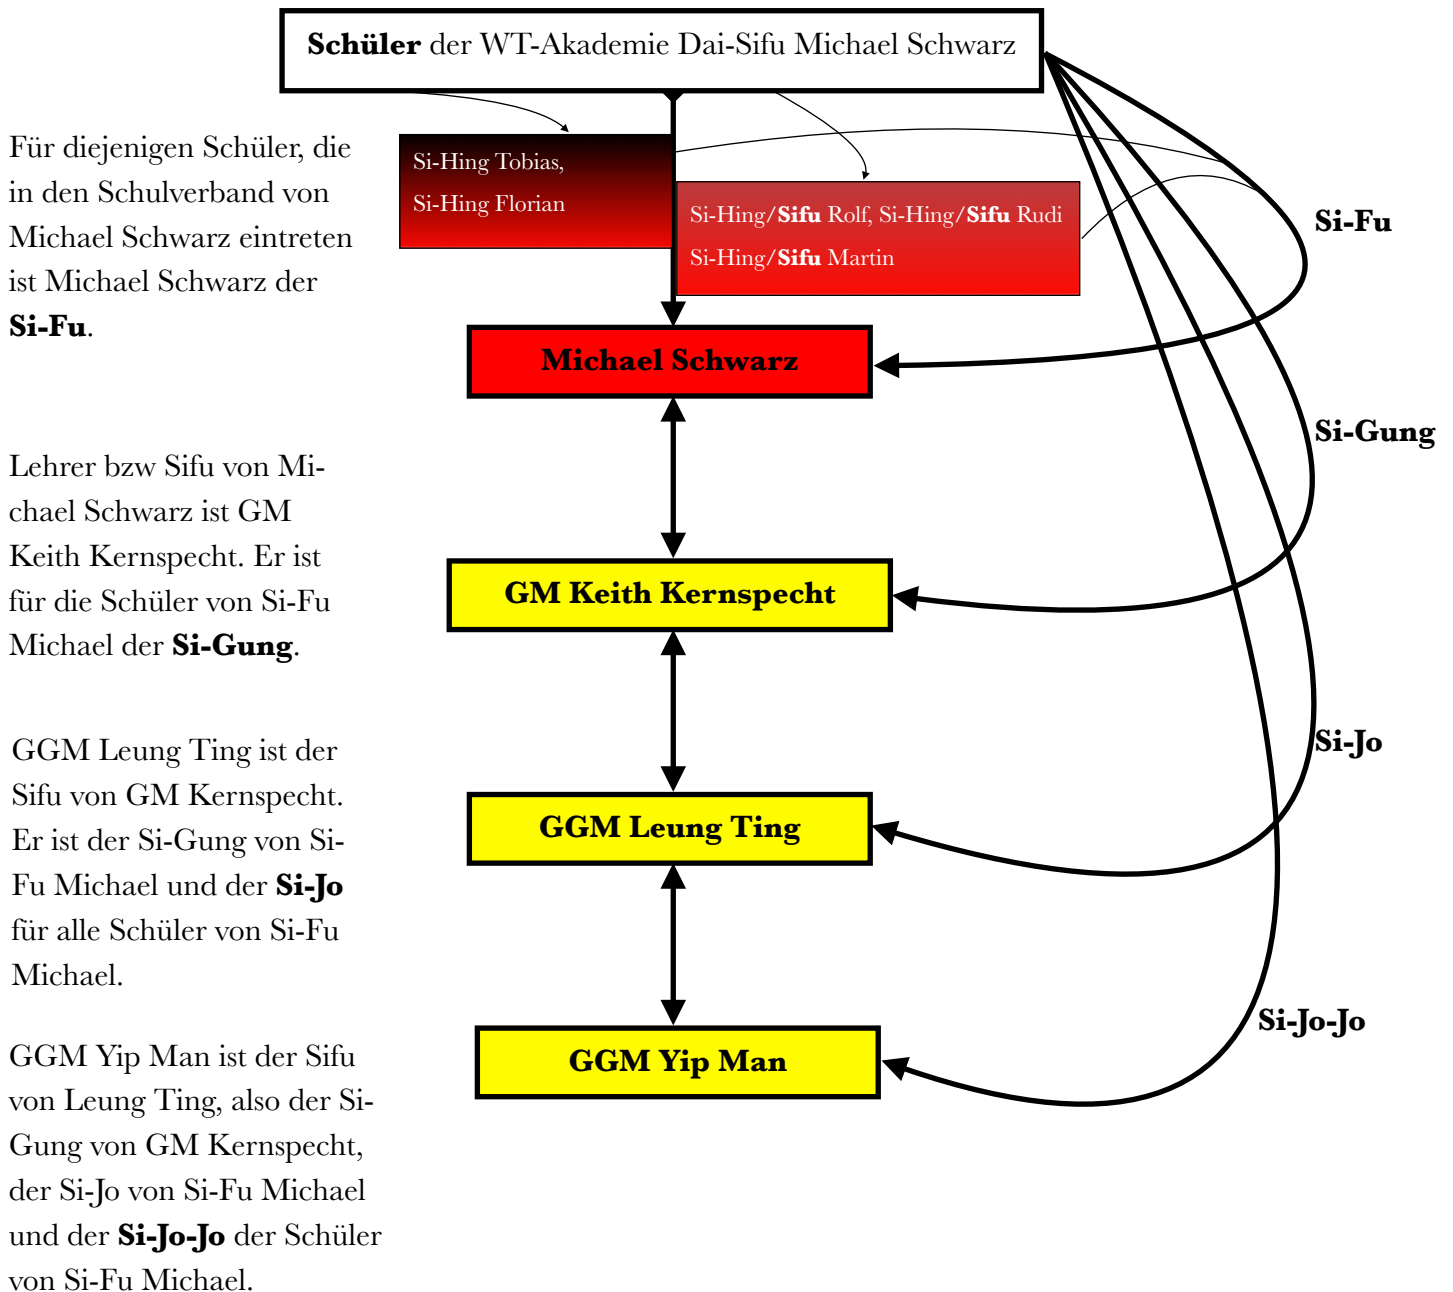 Schüler der WT-Akademie Dai-Sifu Michael Schwarz
Für diejenigen Schüler, die
in den Schulverband von
Michael Schwarz eintreten
ist Michael Schwarz der
Si-Fu.
Si-Hing Tobias,
Si-Hing Florian
Si-Hing/Sifu Rolf, Si-Hing/Sifu Rudi
Si-Hing/Sifu Martin
Si-Fu
Michael Schwarz
Si-Gung
Lehrer bzw Sifu von Mi-
chael Schwarz ist GM
Keith Kernspecht. Er ist
für die Schüler von Si-Fu
Michael der Si-Gung.
GM Keith Kernspecht
Si-Jo
GGM Leung Ting ist der
Sifu von GM Kernspecht.
Er ist der Si-Gung von Si-
Fu Michael und der Si-Jo
für alle Schüler von Si-Fu
Michael.
GGM Leung Ting
Si-Jo-Jo
GGM Yip Man ist der Sifu
von Leung Ting, also der Si-
Gung von GM Kernspecht,
der Si-Jo von Si-Fu Michael
und der Si-Jo-Jo der Schüler
von Si-Fu Michael.
GGM Yip Man